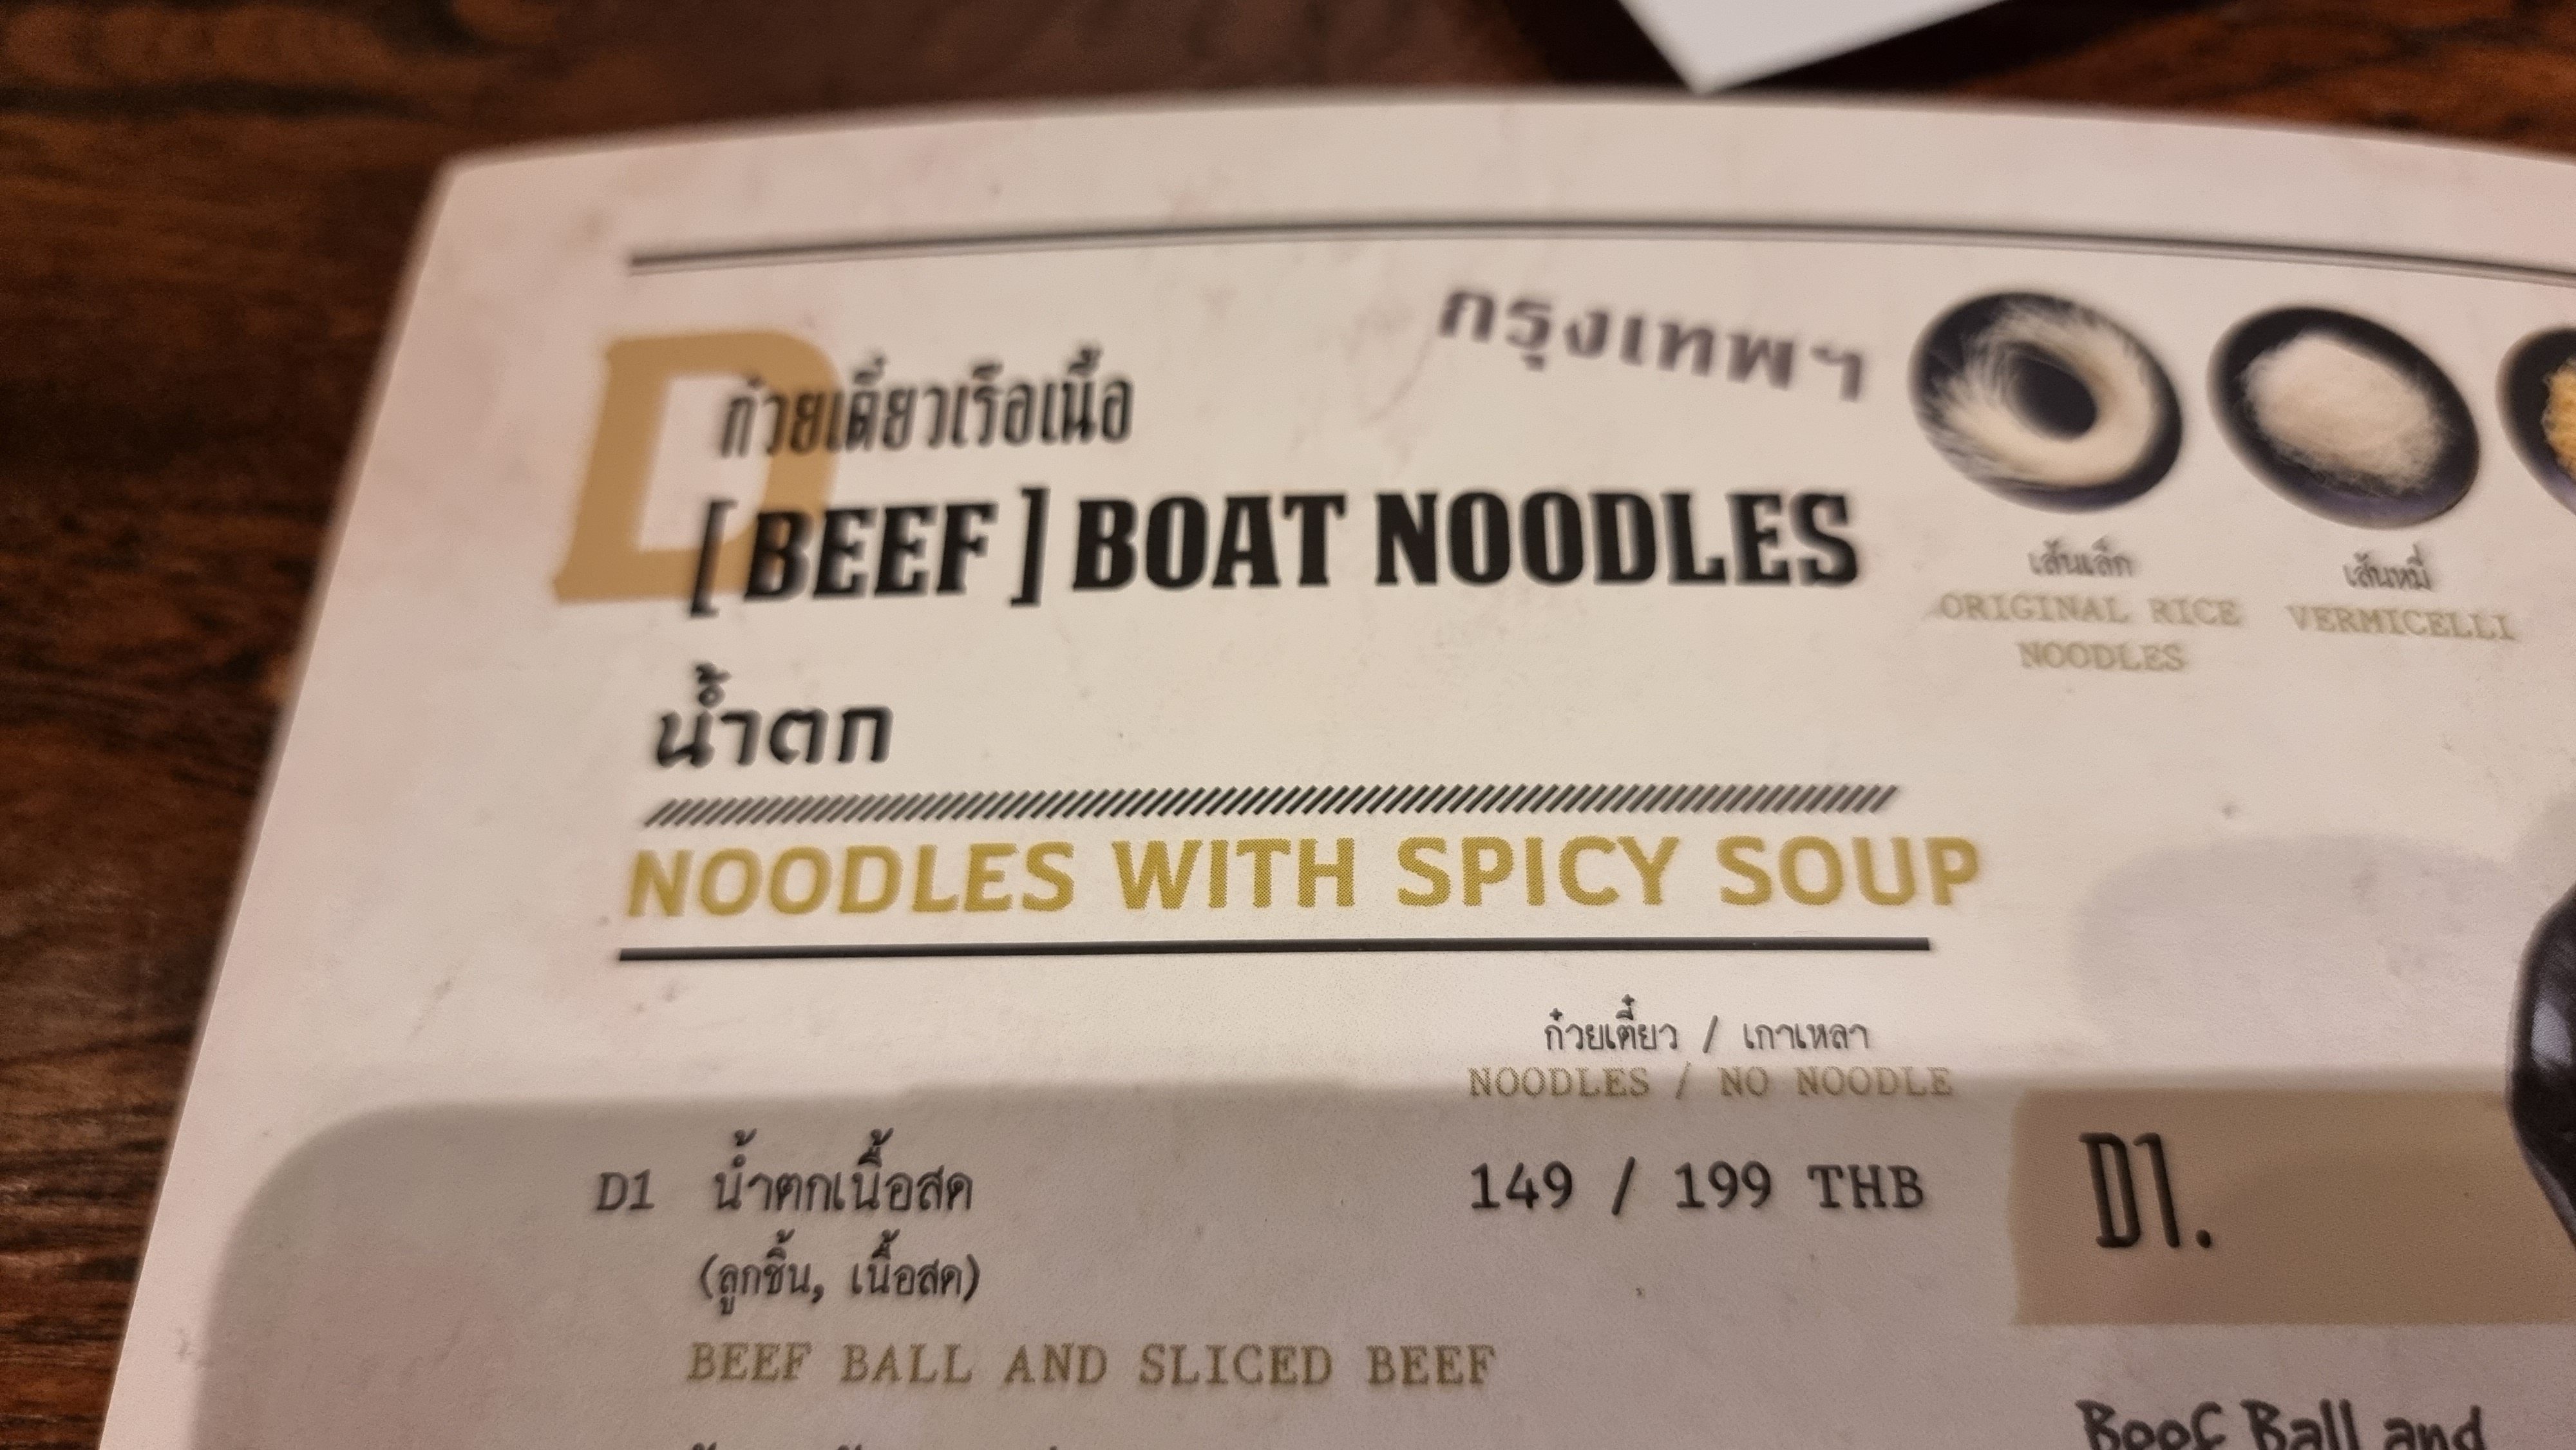 D
ก๋วยเตี๋ยวเรือเนื้อ
กรุงเทพฯ
[ BEEF ] BOAT NOODLES
เส้นเล็ก
ORIGINAL RICE
NOODLES
เส้นหมี่
VERMICELLI
น้ำตก
NOODLES WITH SPICY SOUP
ก๋วยเตี๋ยว / เกาเหลา
NOODLES / NO NOODLE
D1 น้ำตกเนื้อสด 149 / 199 THB
(ลูกชิ้น, เนื้อสด)
BEEF BALL AND SLICED BEEF
D1.
Beef Ball and